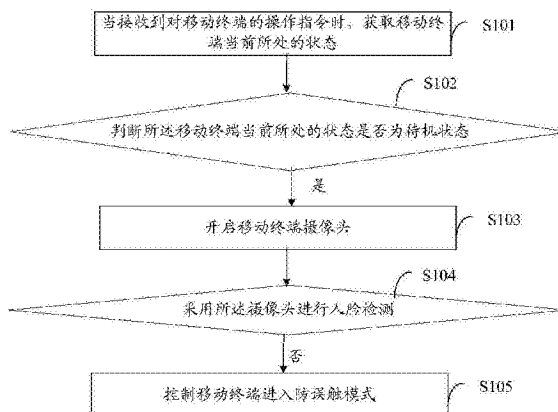 当接收到对移动终端的操作指令时，获取移动终
端当前所处的状态
S101
S102
判断所述移动终端当前所处的状态是否为待机状态
是
开启移动终端摄像头
S103
S104
采用所述摄像头进行人脸检测
否
控制移动终端进入防误触模式
S105